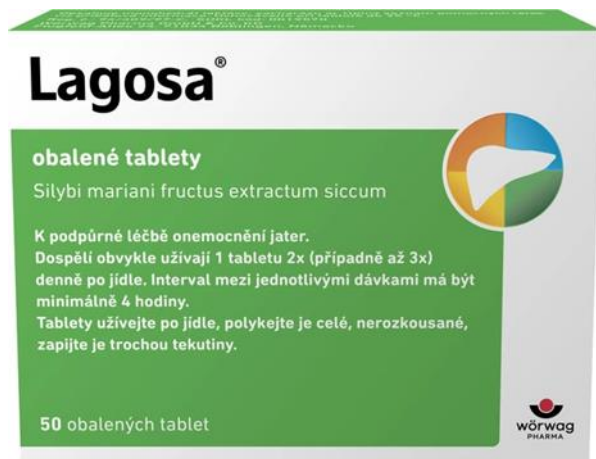 Lagosa®
obalené tablety
Silybi mariani fructus extractum siccum
K podpůrné léčbě onemocnění jater.
Dospělí obvykle užívají 1 tabletu 2x (případně až 3x)
denně po jídle. Interval mezi jednotlivými dávkami má být
minimálně 4 hodiny.
Tablety užívejte po jídle, polykejte je celé, nerozkousané,
zapijte je trochou tekutiny.
50 obalených tablet
wörwag
PHARMA